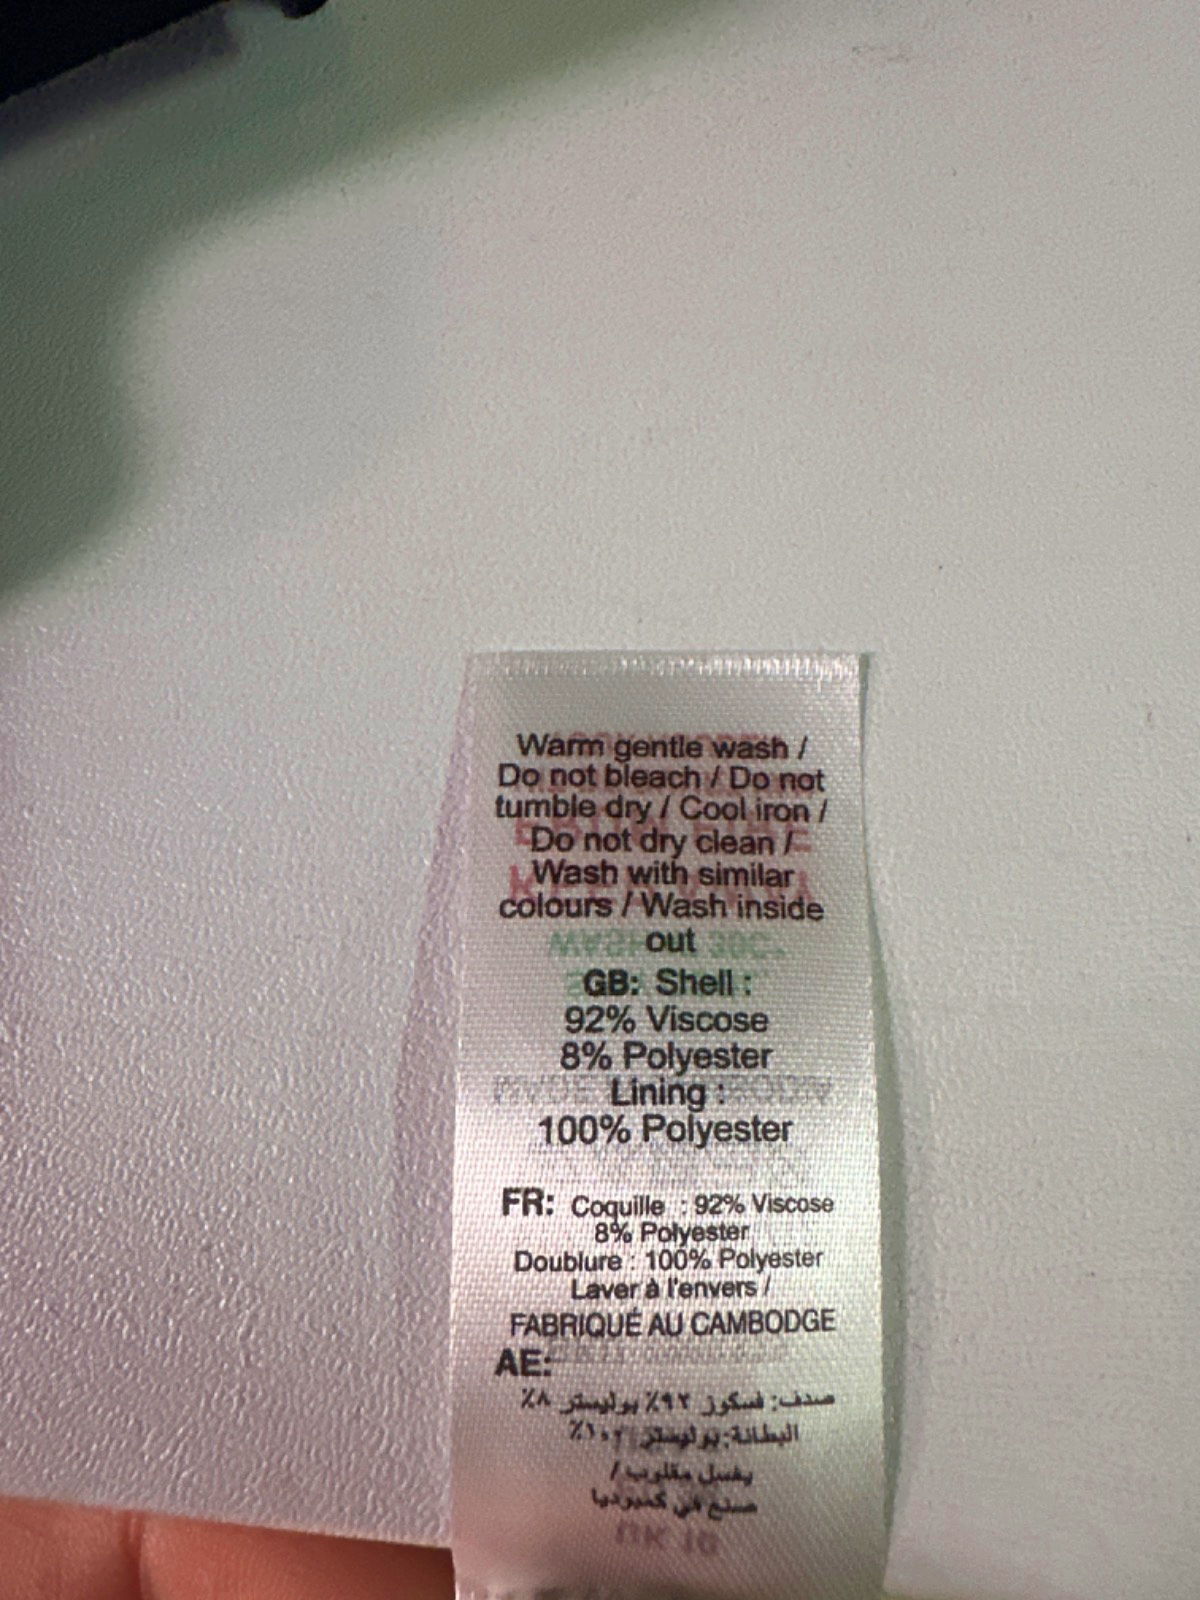 Warm gentle wash /
Do not bleach / Do not
tumble dry / Cool iron /
Do not dry clean /
Wash with similar
colours / Wash inside
out
GB: Shell :
92% Viscose
8% Polyester
Lining :
100% Polyester
FR: Coquille : 92% Viscose
8% Polyester
Doublure : 100% Polyester
Laver à l'envers /
FABRIQUÉ AU CAMBODGE
AE:
صدف: فسكوز ٩٢٪ بوليستر ٨٪
البطانة: بوليستر ١٠٠٪
يغسل مقلوب /
صنع في كمبوديا